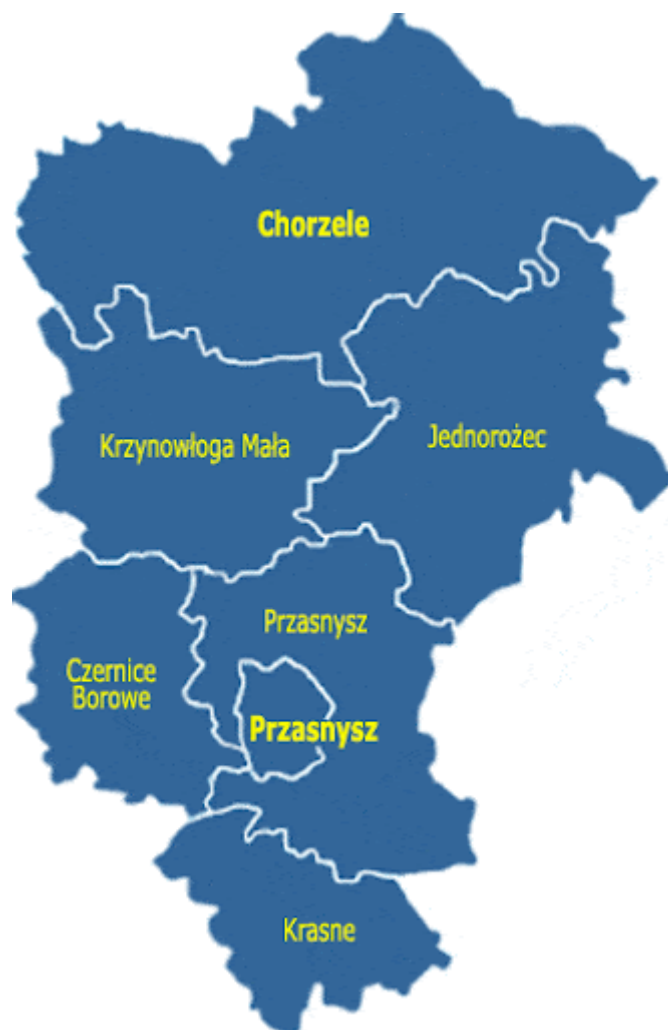 Chorzele
Krzynowłoga Mała
Jednorożec
Przasnysz
Czernice
Borowe
Przasnysz
Krasne